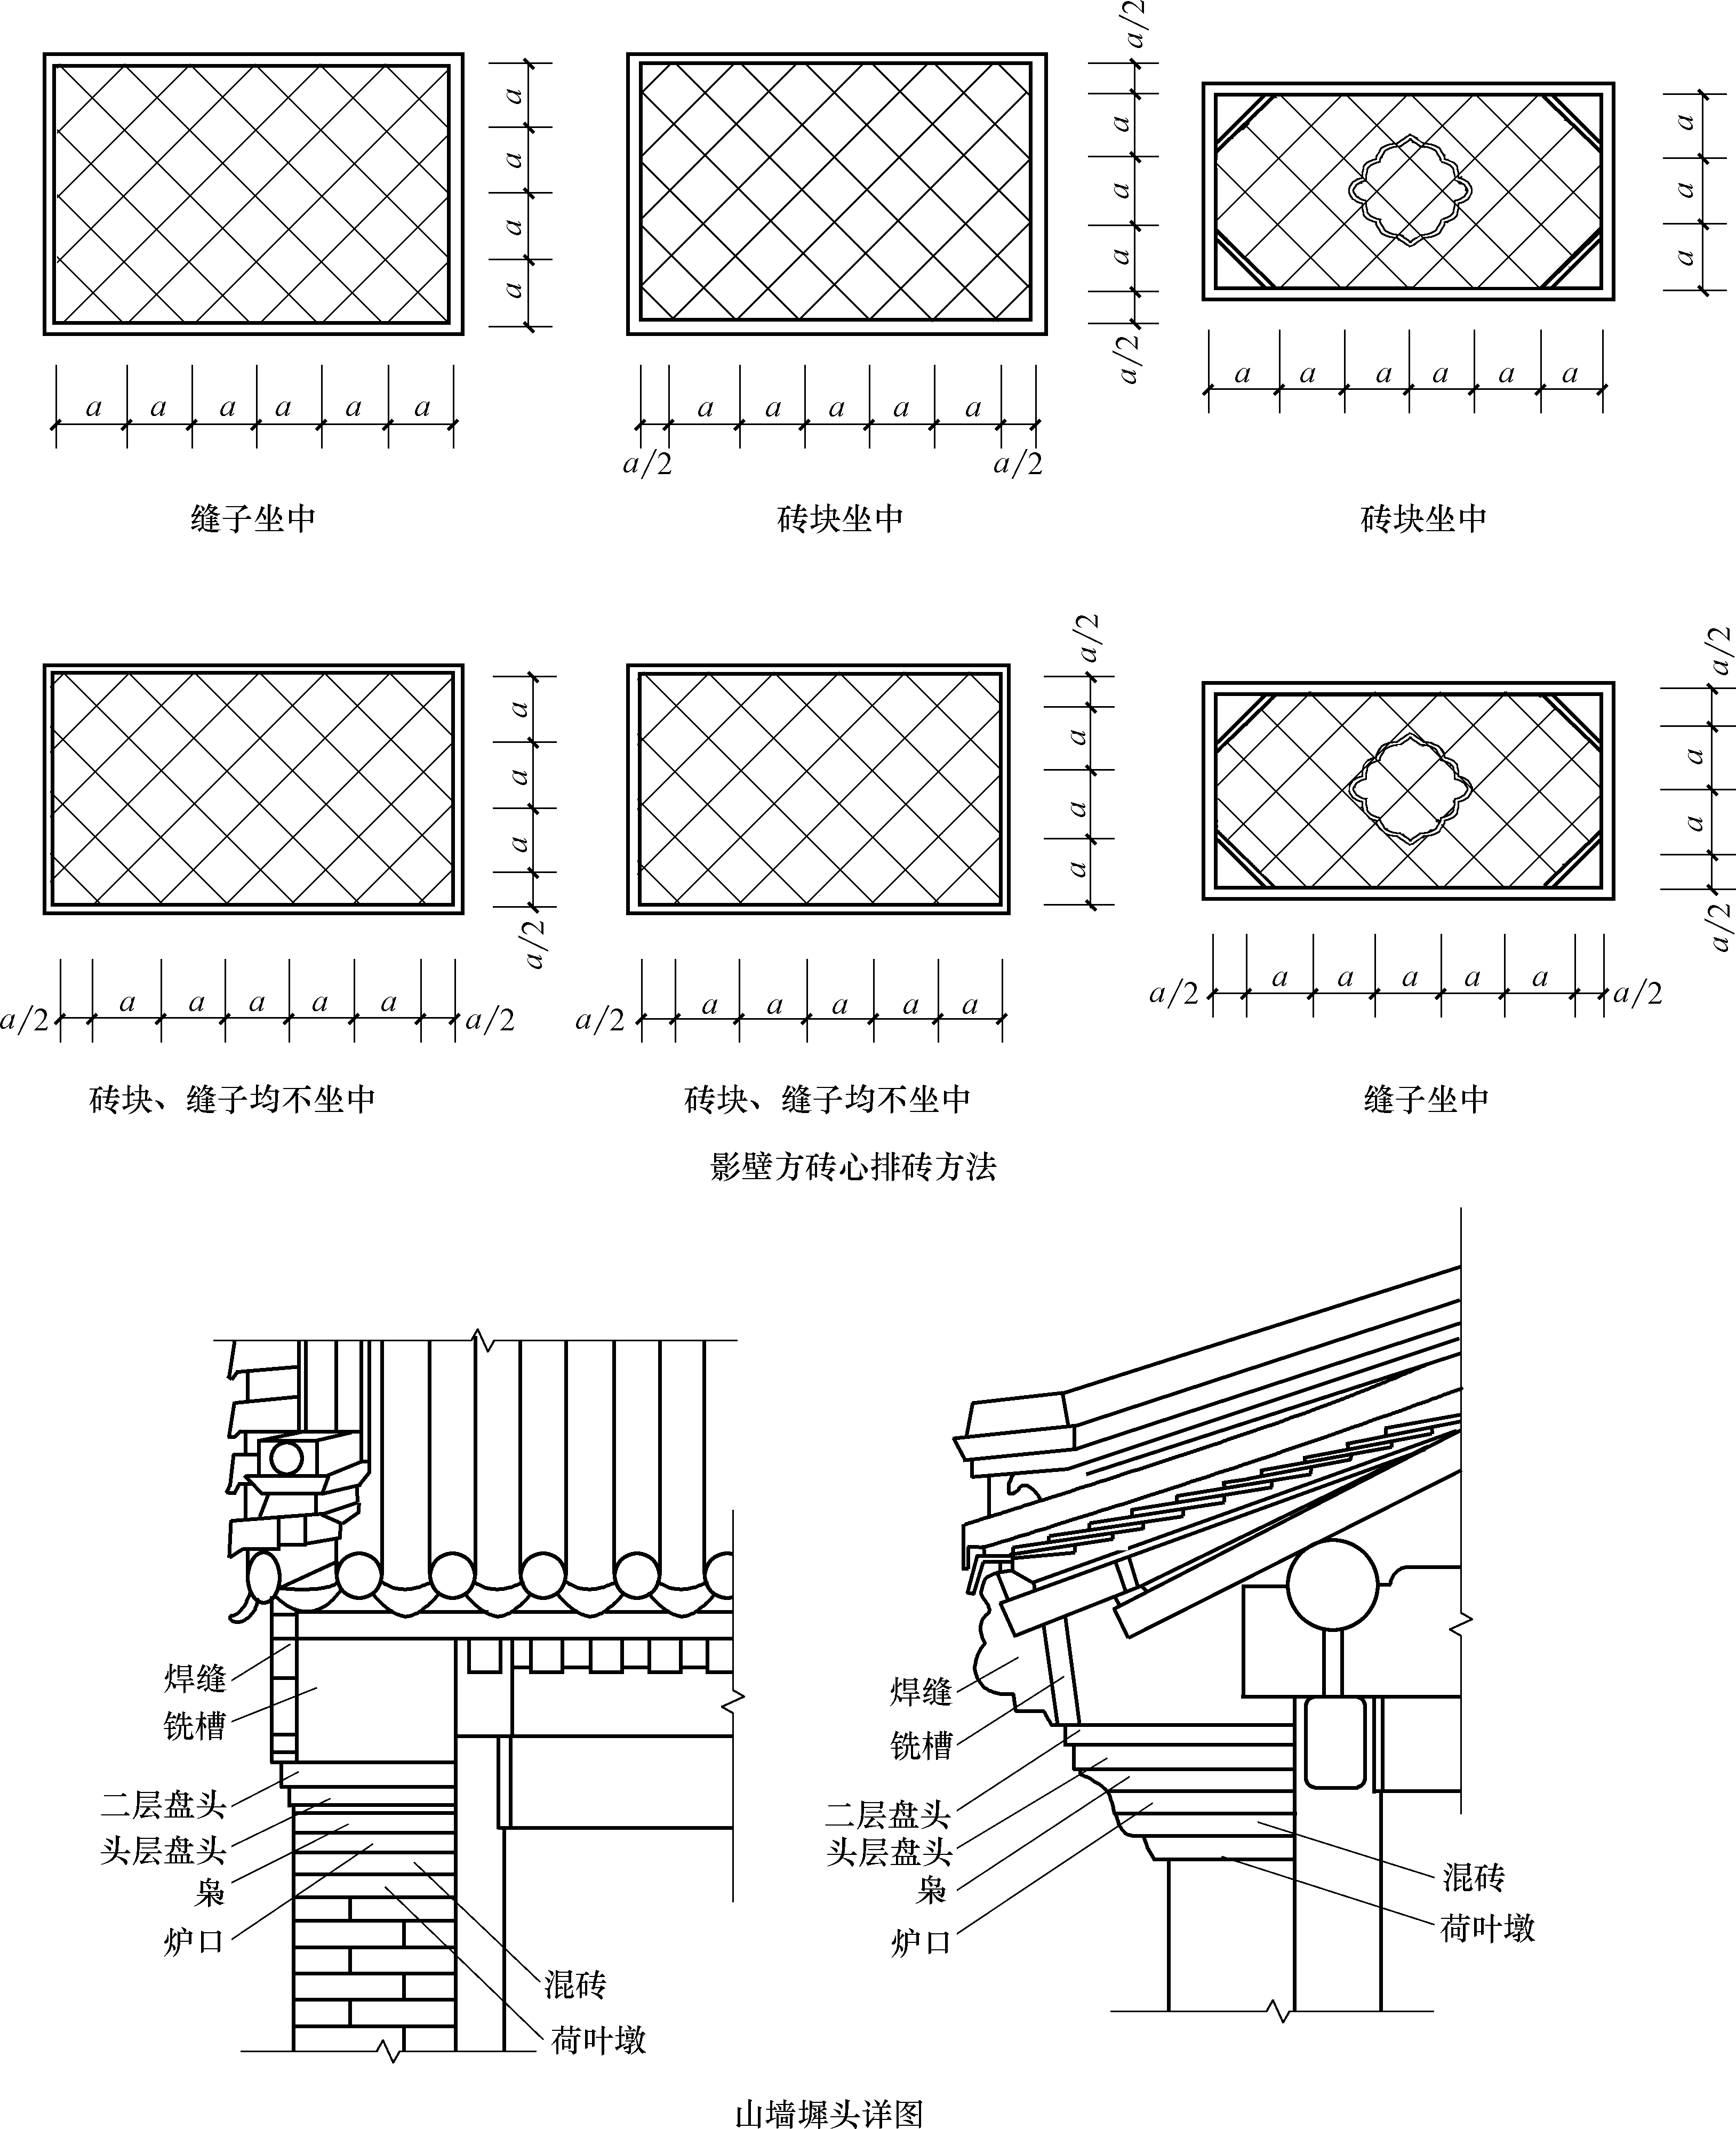 a/2
a
a
a
a
a
a
a
a
a
a
a
a/2
a a a a a a
a a a a a
a a a a a a
a/2 a/2
缝子坐中 砖块坐中 砖块坐中
a/2
a/2
a
a
a
a/2
a
a
a
a
a
a
a/2
a/2 a a a a a a/2
a/2 a a a a a a/2
a/2 a a a a a
砖块、缝子均不坐中 砖块、缝子均不坐中 缝子坐中
影壁方砖心排砖方法
焊缝
铣槽
二层盘头
头层盘头
枭
炉口
混砖
荷叶墩
焊缝
铣槽
二层盘头
头层盘头
枭
炉口
混砖
荷叶墩
山墙墀头详图